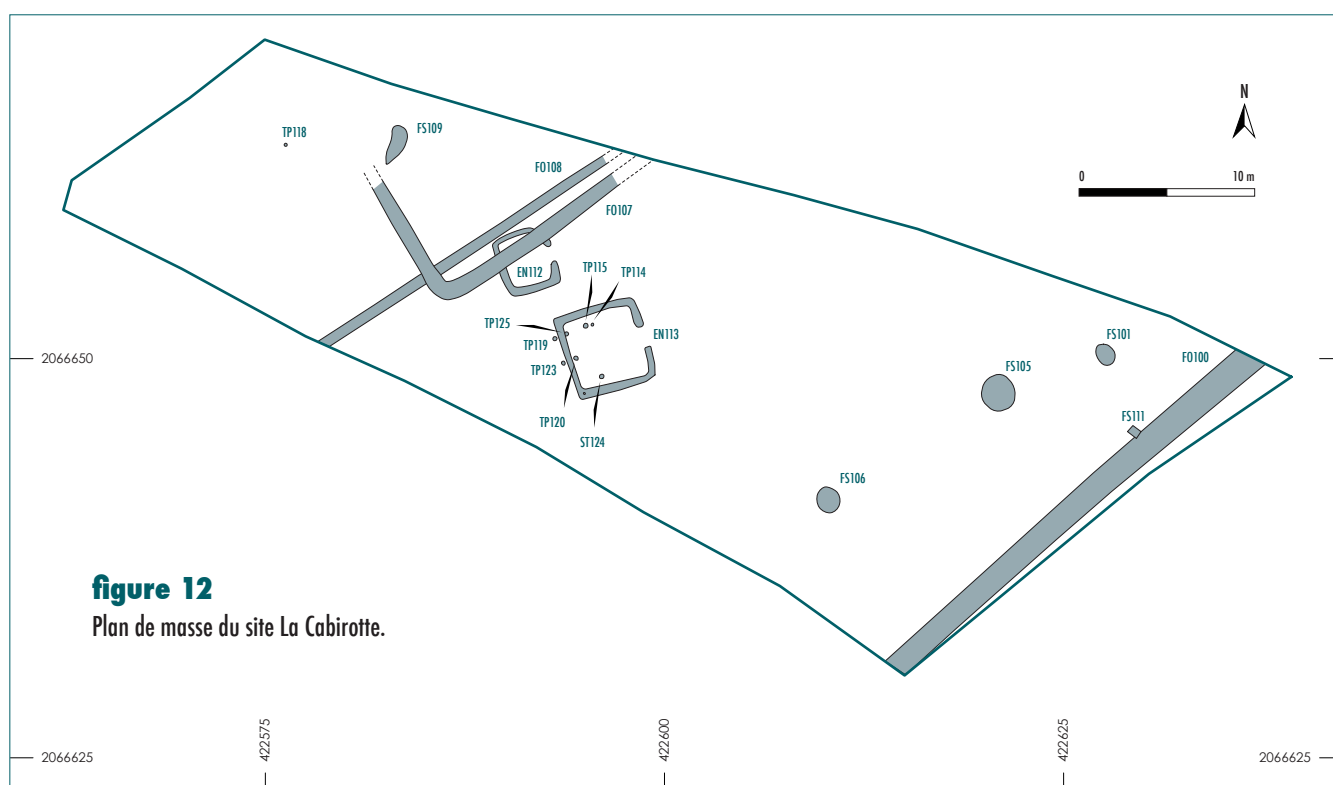 N
0 10 m
TP118
FS109
FO108
FO107
EN112
TP115
TP114
TP125
TP119
EN113
TP123
TP120
ST124
FS101
FO100
FS105
FS111
FS106
2066650
figure 12
Plan de masse du site La Cabirotte.
422575
422600
422625
2066625
2066625